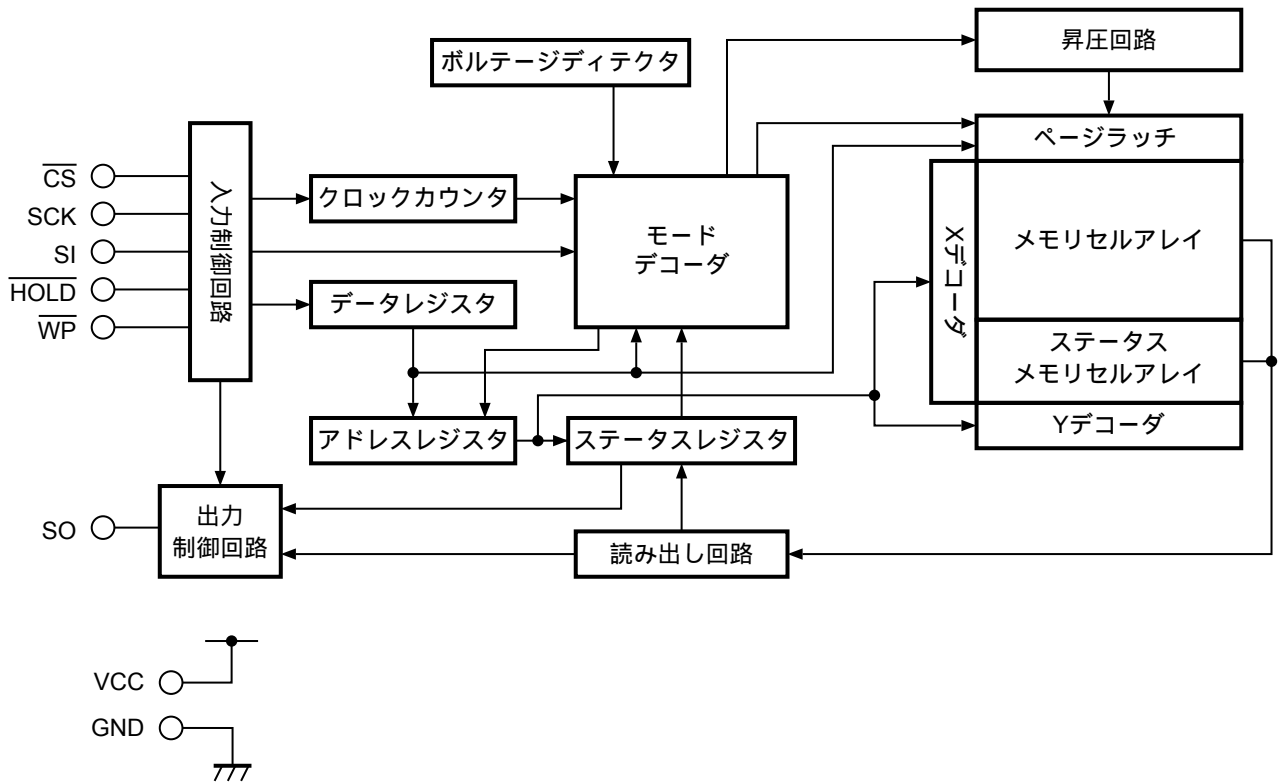 昇圧回路
ボルテージディテクタ
ページラッチ
C̅S̅
SCK
SI
H̅O̅L̅D̅
W̅P̅
入力制御回路
クロックカウンタ
モード
デコーダ
データレジスタ
Xデコーダ
メモリセルアレイ
ステータス
メモリセルアレイ
Yデコーダ
アドレスレジスタ
ステータスレジスタ
SO
出力
制御回路
読み出し回路
VCC
GND